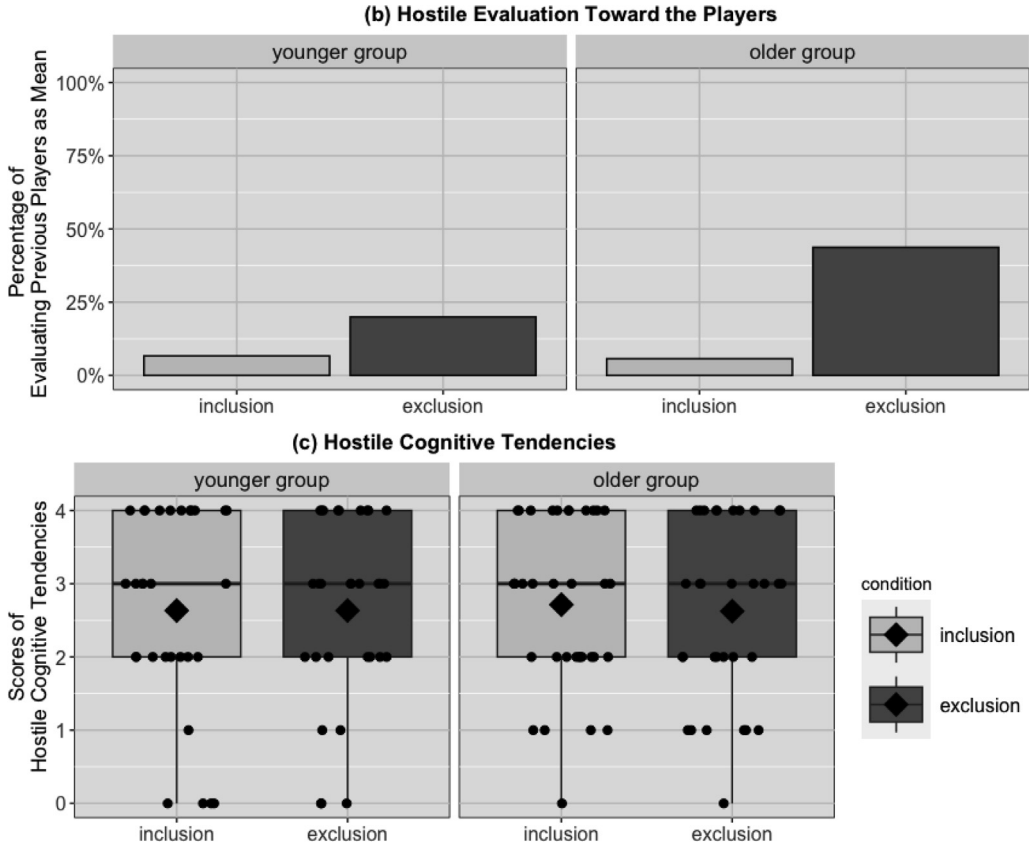 (b) Hostile Evaluation Toward the Players
younger group
older group
Percentage of
Evaluating Previous Players as Mean
100%
75%
50%
25%
0%
inclusion
exclusion
inclusion
exclusion
(c) Hostile Cognitive Tendencies
younger group
older group
Scores of
Hostile Cognitive Tendencies
4
3
2
1
0
inclusion
exclusion
inclusion
exclusion
condition
inclusion
exclusion